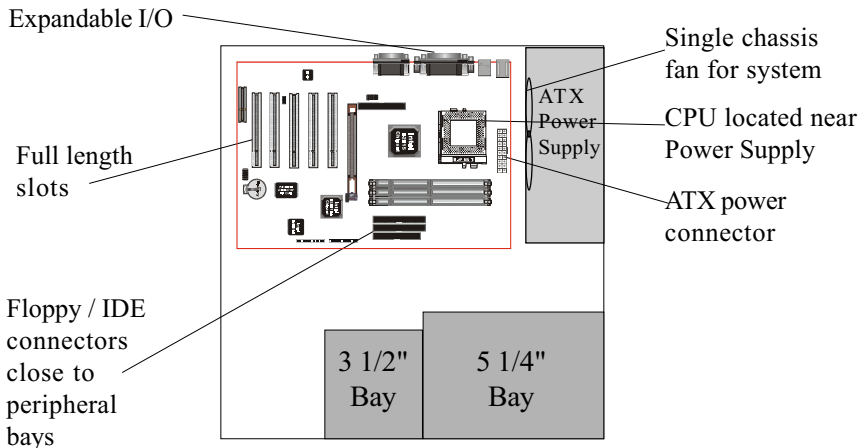 Expandable I/O
Single chassis
fan for system
ATX
Power
Supply
CPU located near
Power Supply
Full length
slots
ATX power
connector
Floppy / IDE
connectors
close to
peripheral
bays
3 1/2"
Bay
5 1/4"
Bay